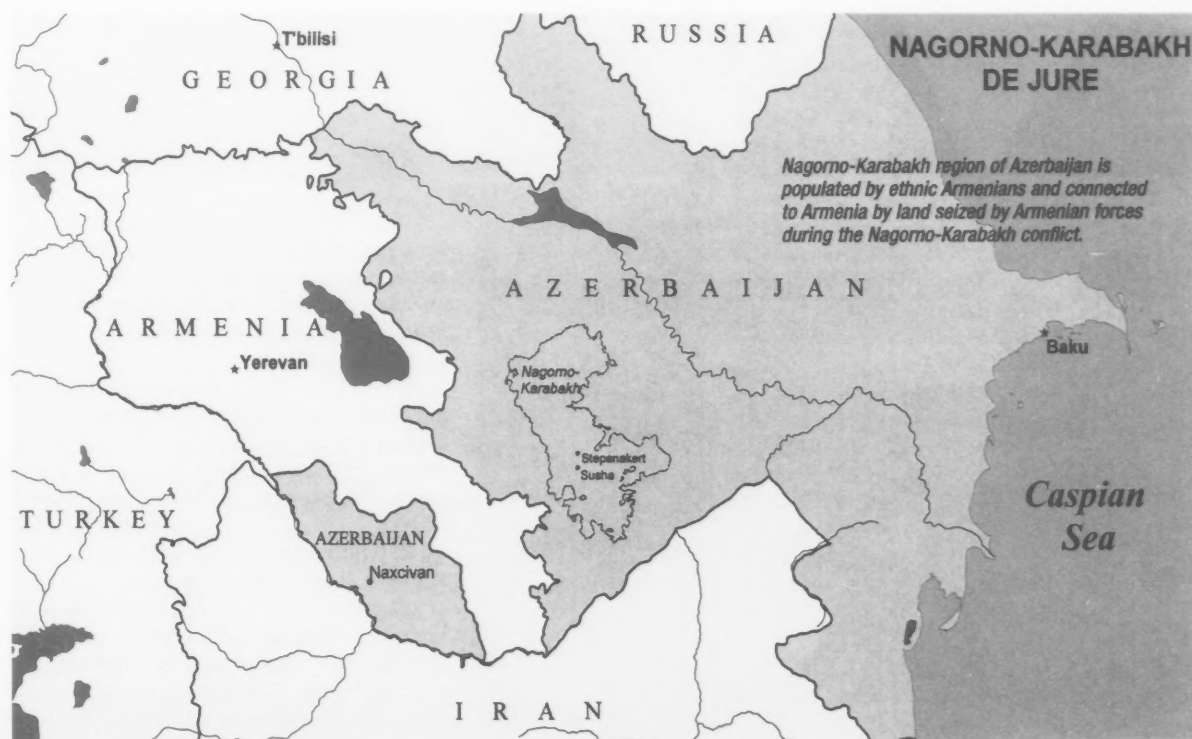 T'bilisi
GEORGIA
RUSSIA
NAGORNO-KARABAKH
DE JURE
Nagorno-Karabakh region of Azerbaijan is
populated by ethnic Armenians and connected
to Armenia by land seized by Armenian forces
during the Nagorno-Karabakh conflict.
AZERBAIJAN
ARMENIA
Yerevan
Baku
Nagorno-
Karabakh
Stepanakert
Susha
Caspian
Sea
TURKEY
AZERBAIJAN
Naxcivan
IRAN